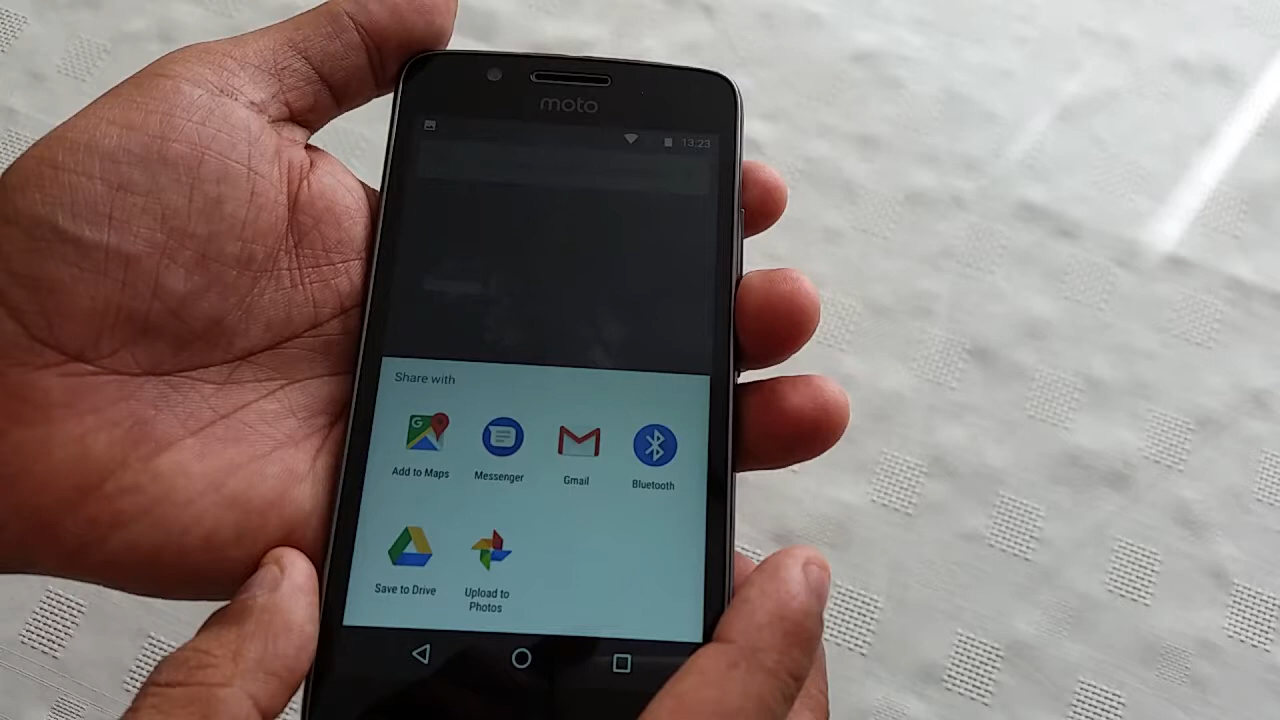 moto
13:23
Share with
Add to Maps
Messenger
Gmail
Bluetooth
Save to Drive
Upload to
Photos